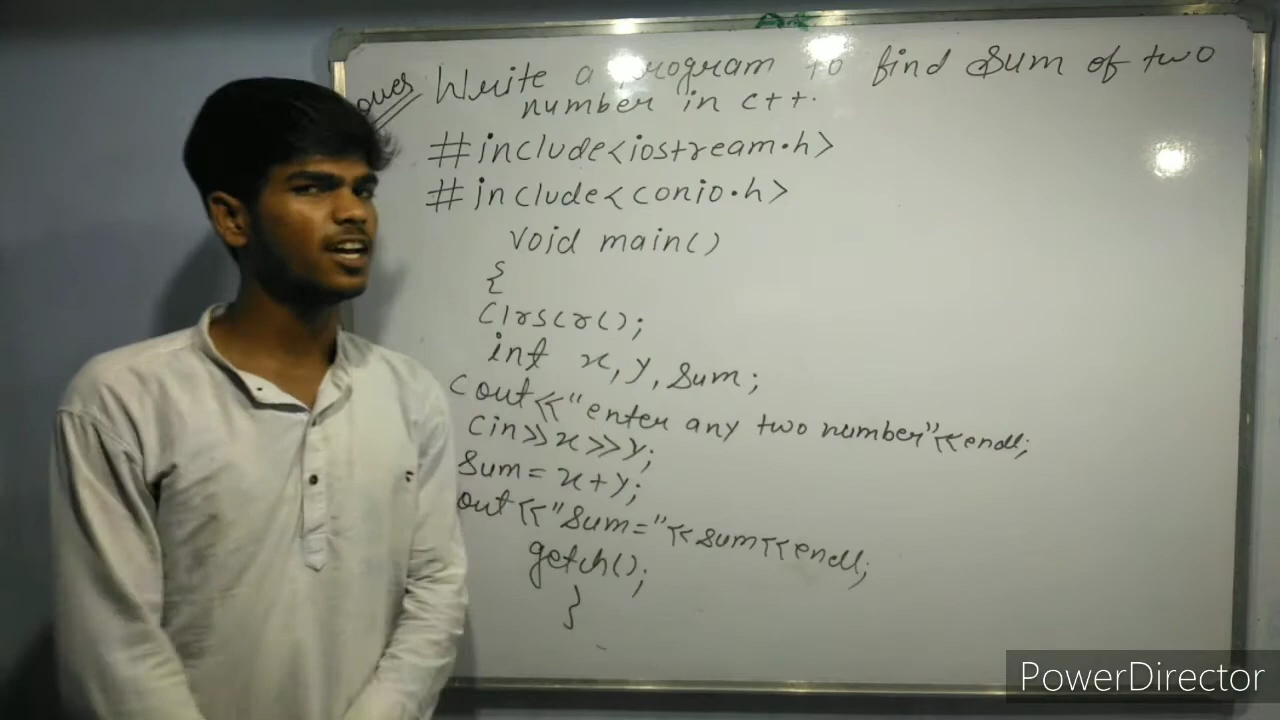 Ques Write a program to find Sum of two
number in c++.
#include<iostream.h>
#include<conio.h>
void main()
{
Clrscr();
int x, y, Sum;
Cout<<"enter any two number"<<endl;
Cin>>x>>y;
Sum= x+y;
out<<"Sum="<<sum<<endl;
getch();
}
PowerDirector